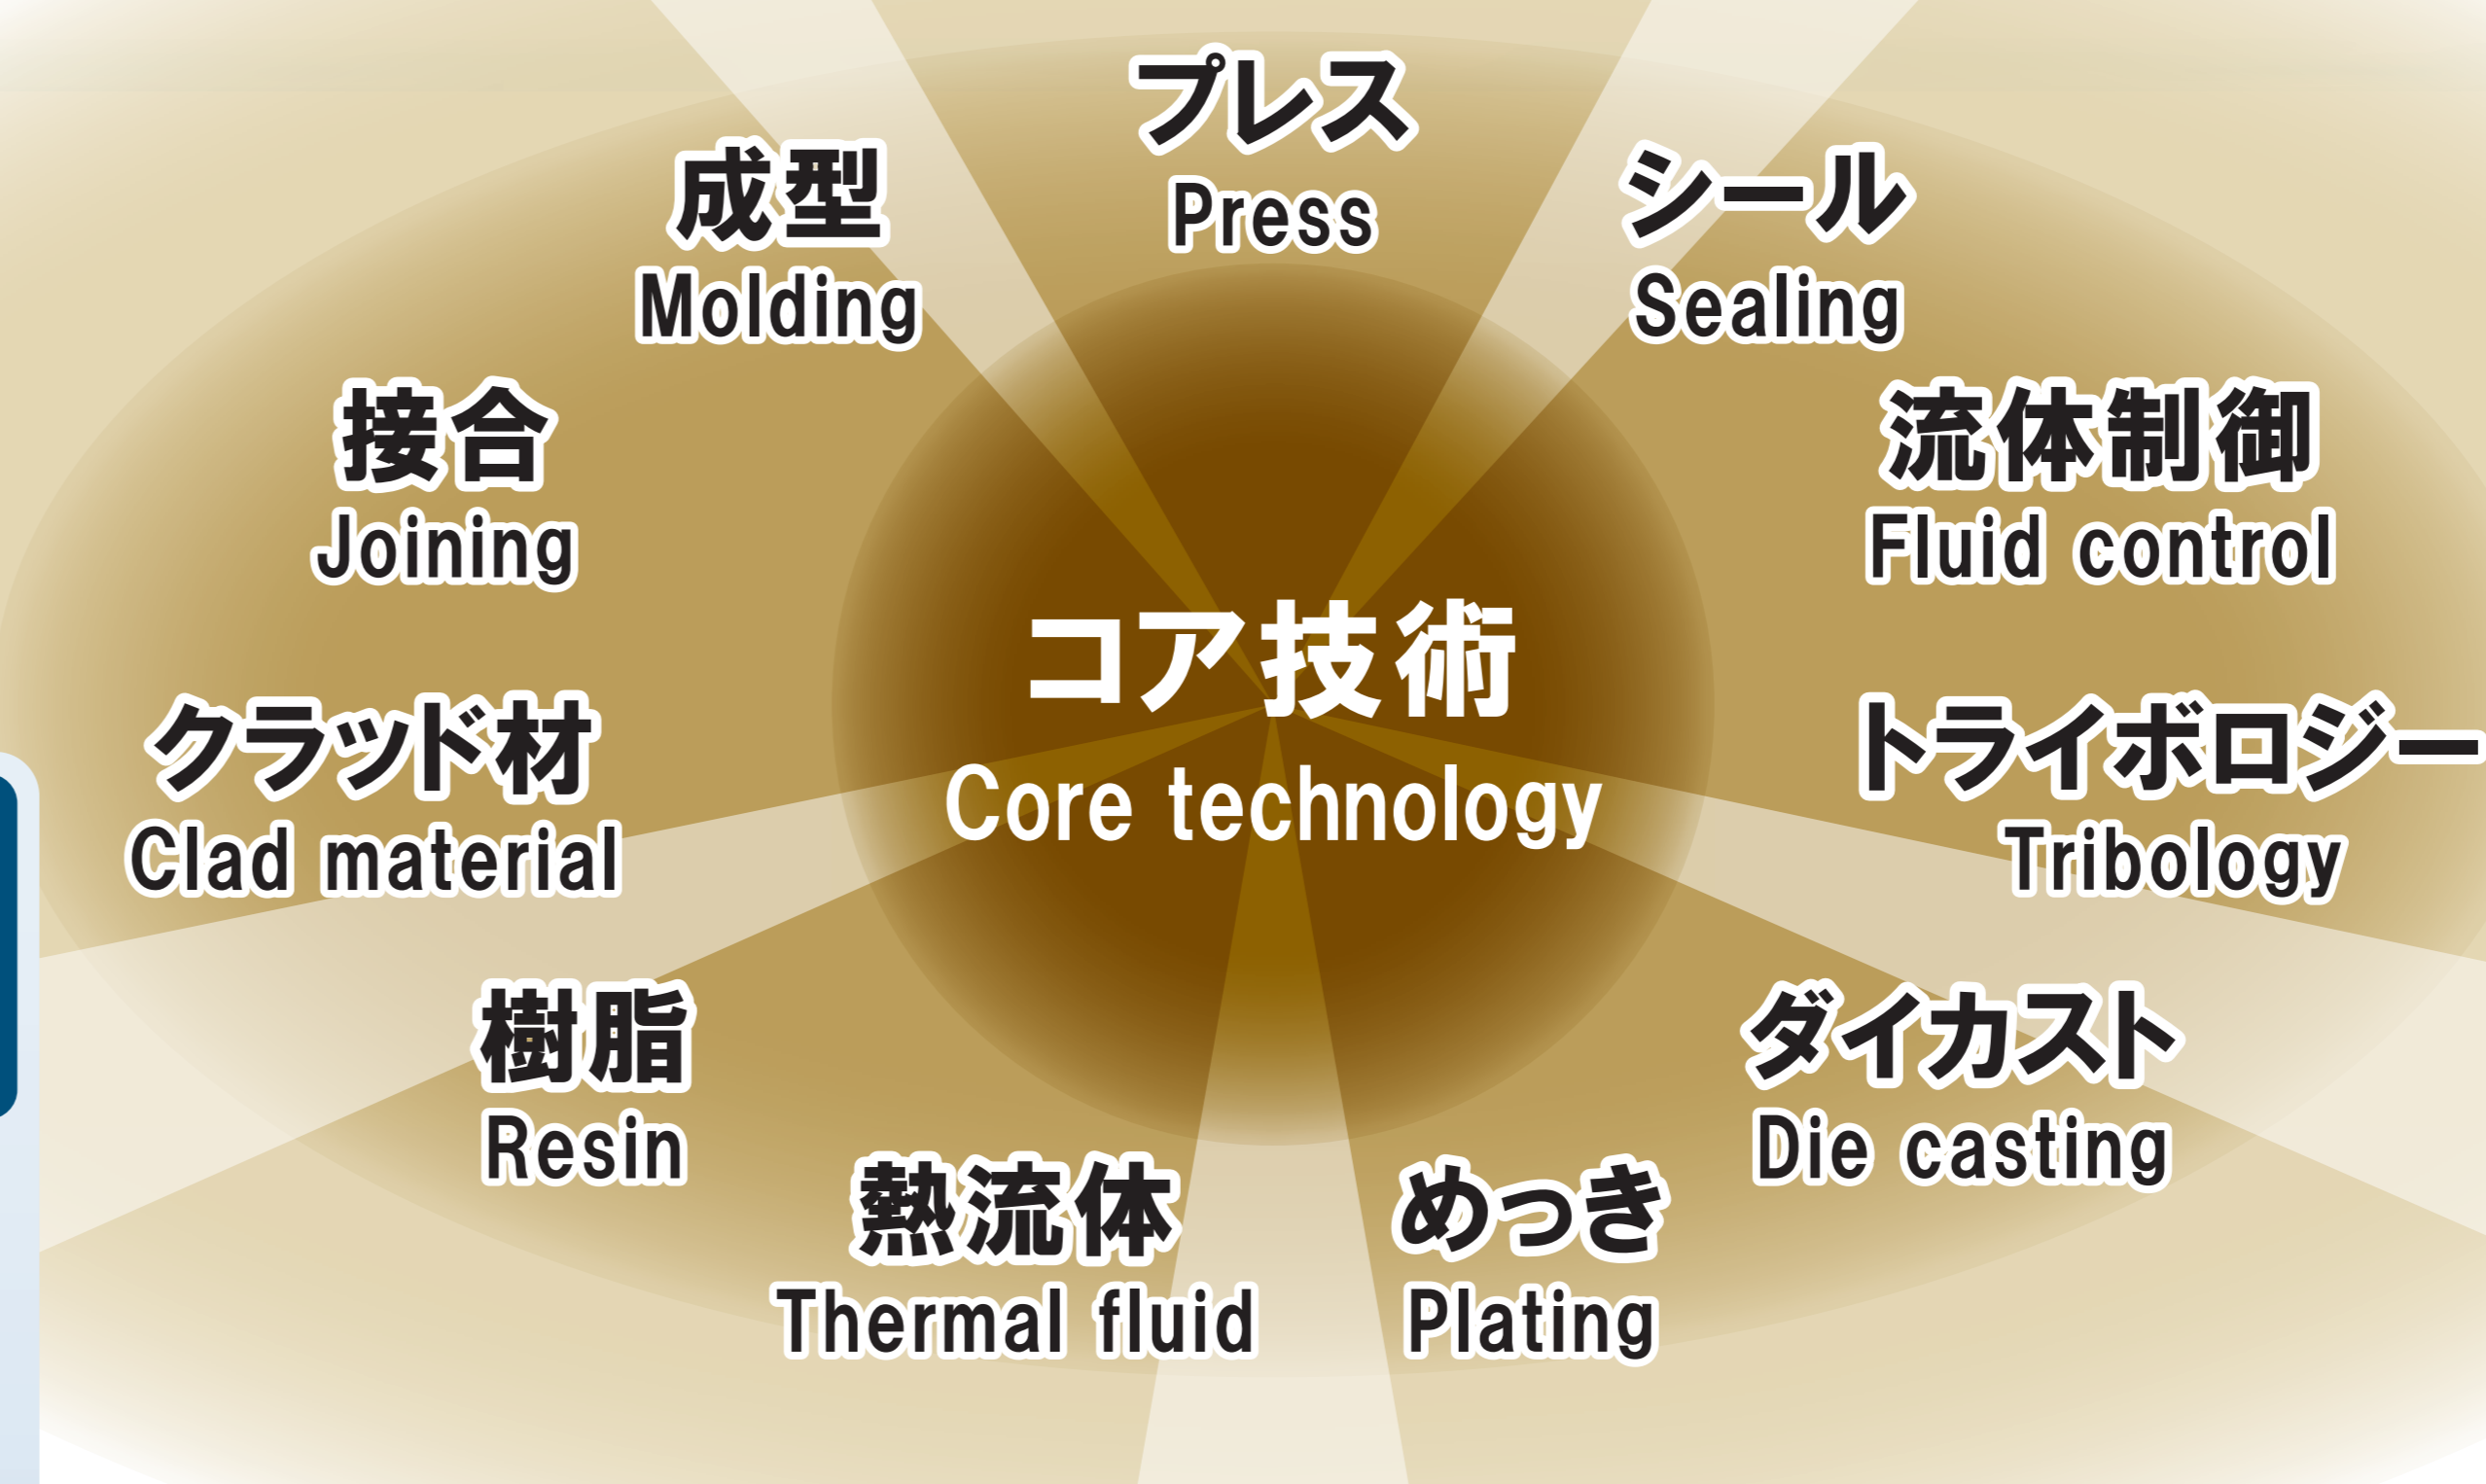 プレス
Press
成型
Molding
シール
Sealing
接合
Joining
流体制御
Fluid control
コア技術
Core technology
クラッド材
Clad material
トライボロジー
Tribology
樹脂
Resin
ダイカスト
Die casting
熱流体
Thermal fluid
めっき
Plating